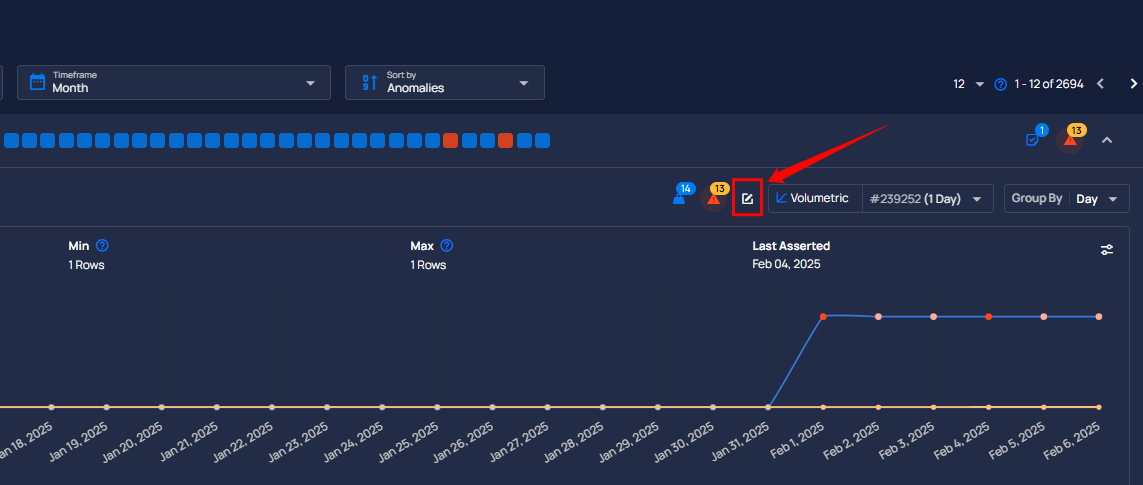 Timeframe
Month
Sort by
Anomalies
12
1 - 12 of 2694
1
13
14
13
Volumetric
#239252 (1 Day)
Group By
Day
Min
1 Rows
Max
1 Rows
Last Asserted
Feb 04, 2025
an 18, 2025
Jan 19, 2025
Jan 20, 2025
Jan 21, 2025
Jan 22, 2025
Jan 23, 2025
Jan 24, 2025
Jan 25, 2025
Jan 26, 2025
Jan 27, 2025
Jan 28, 2025
Jan 29, 2025
Jan 30, 2025
Jan 31, 2025
Feb 1, 2025
Feb 2, 2025
Feb 3, 2025
Feb 4, 2025
Feb 5, 2025
Feb 6, 2025